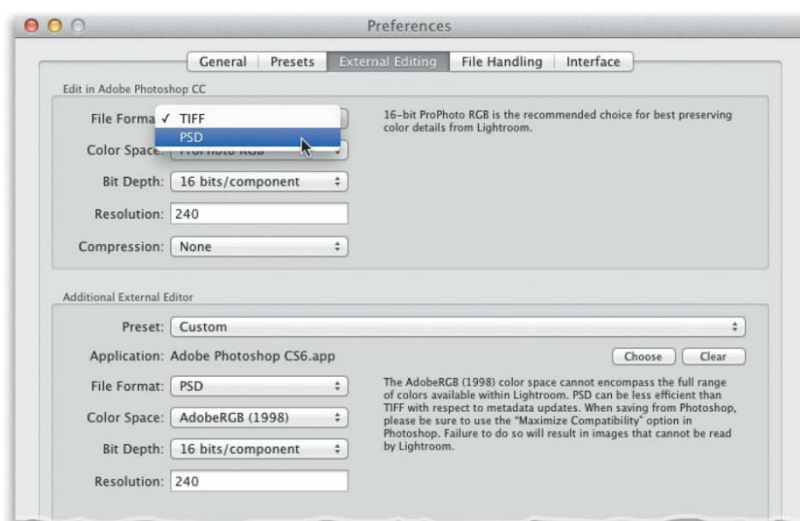 Preferences
General Presets External Editing File Handling Interface
Edit in Adobe Photoshop CC
File Forma ✓ TIFF
PSD
16-bit ProPhoto RGB is the recommended choice for best preserving
color details from Lightroom.
Color Space: ProPhoto RGB
Bit Depth: 16 bits/component
Resolution: 240
Compression: None
Additional External Editor
Preset: Custom
Application: Adobe Photoshop CS6.app Choose Clear
File Format: PSD
Color Space: AdobeRGB (1998)
Bit Depth: 16 bits/component
Resolution: 240
The AdobeRGB (1998) color space cannot encompass the full range
of colors available within Lightroom. PSD can be less efficient than
TIFF with respect to metadata updates. When saving from Photoshop,
please be sure to use the “Maximize Compatibility” option in
Photoshop. Failure to do so will result in images that cannot be read
by Lightroom.